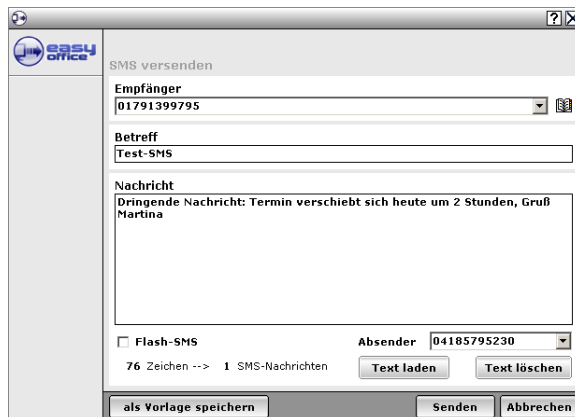 easy
office
SMS versenden
Empfänger
01791399795
Betreff
Test-SMS
Nachricht
Dringende Nachricht: Termin verschiebt sich heute um 2 Stunden, Gruß
Martina
Flash-SMS Absender 04185795230
76 Zeichen --> 1 SMS-Nachrichten Text laden Text löschen
als Vorlage speichern Senden Abbrechen